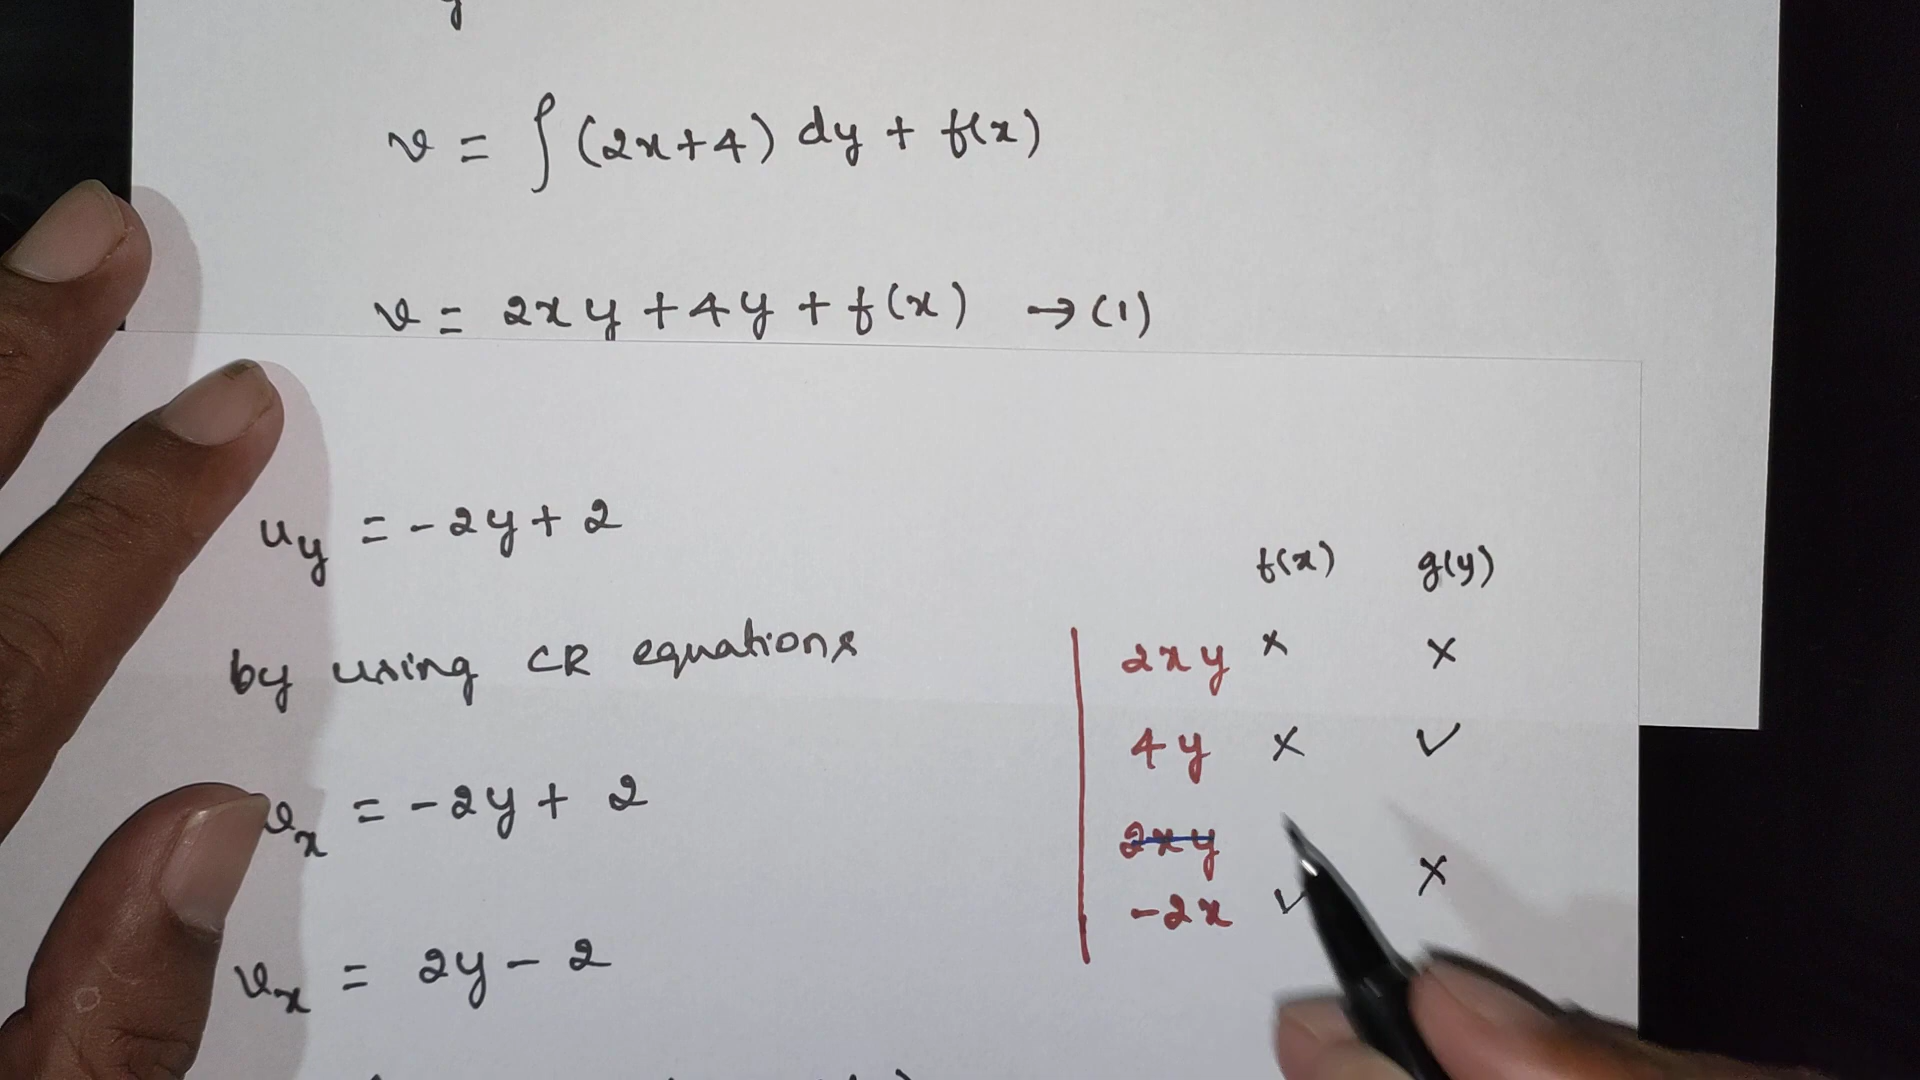 v = ∫ (2x+4) dy + f(x)
v = 2xy + 4y + f(x) → (1)
u_y = -2y + 2
by using CR equations
_x = -2y + 2
v_x = 2y - 2
f(x) g(y)
2xy × ×
4y × ✓
2xy
-2x ✓ ×